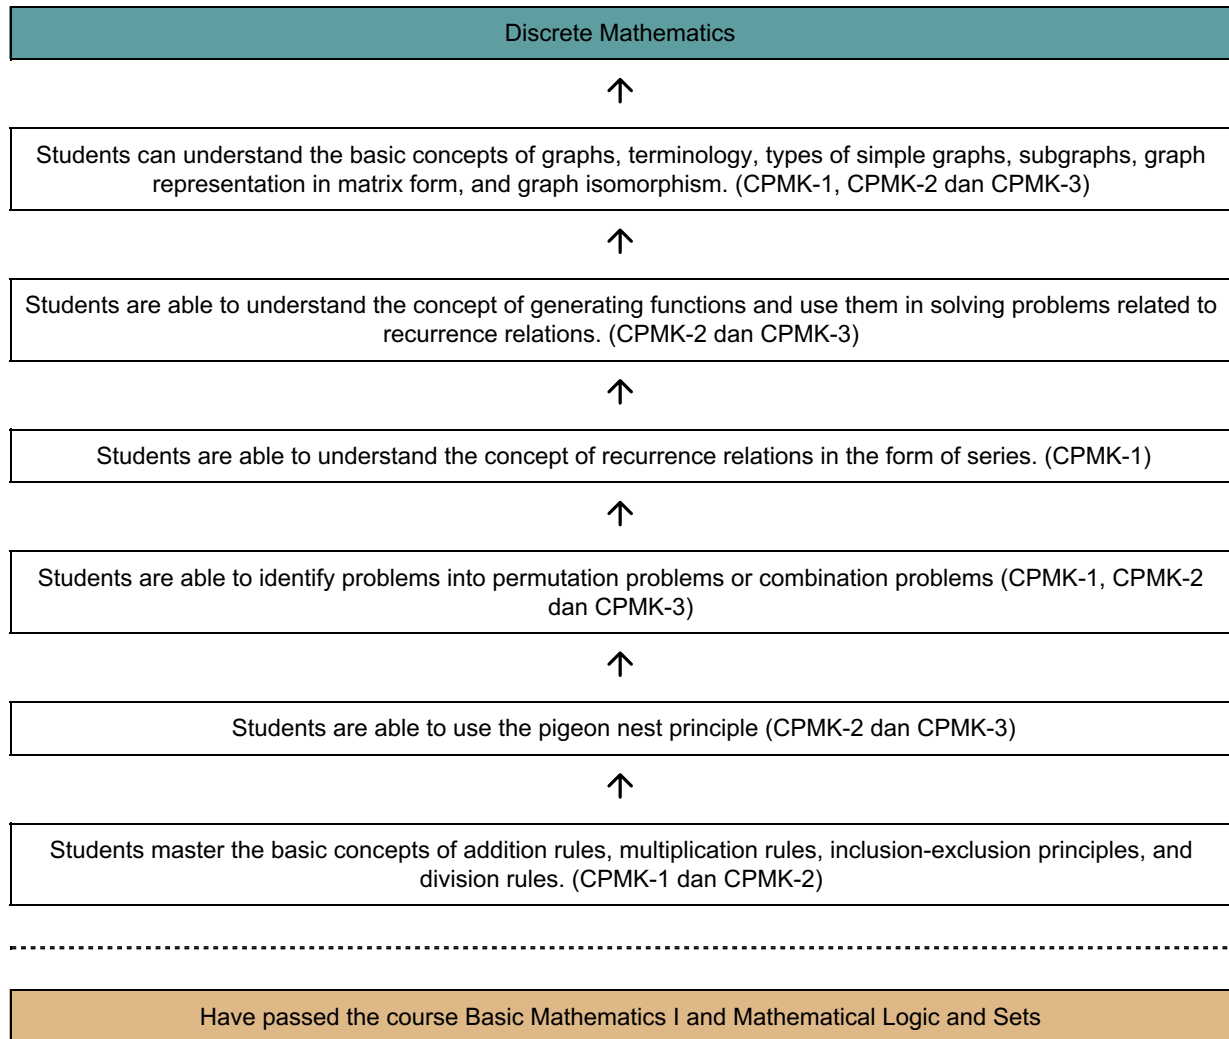 Discrete Mathematics
Students can understand the basic concepts of graphs, terminology, types of simple graphs, subgraphs, graph
representation in matrix form, and graph isomorphism. (CPMK-1, CPMK-2 dan CPMK-3)
Students are able to understand the concept of generating functions and use them in solving problems related to
recurrence relations. (CPMK-2 dan CPMK-3)
Students are able to understand the concept of recurrence relations in the form of series. (CPMK-1)
Students are able to identify problems into permutation problems or combination problems (CPMK-1, CPMK-2
dan CPMK-3)
Students are able to use the pigeon nest principle (CPMK-2 dan CPMK-3)
Students master the basic concepts of addition rules, multiplication rules, inclusion-exclusion principles, and
division rules. (CPMK-1 dan CPMK-2)
Have passed the course Basic Mathematics I and Mathematical Logic and Sets